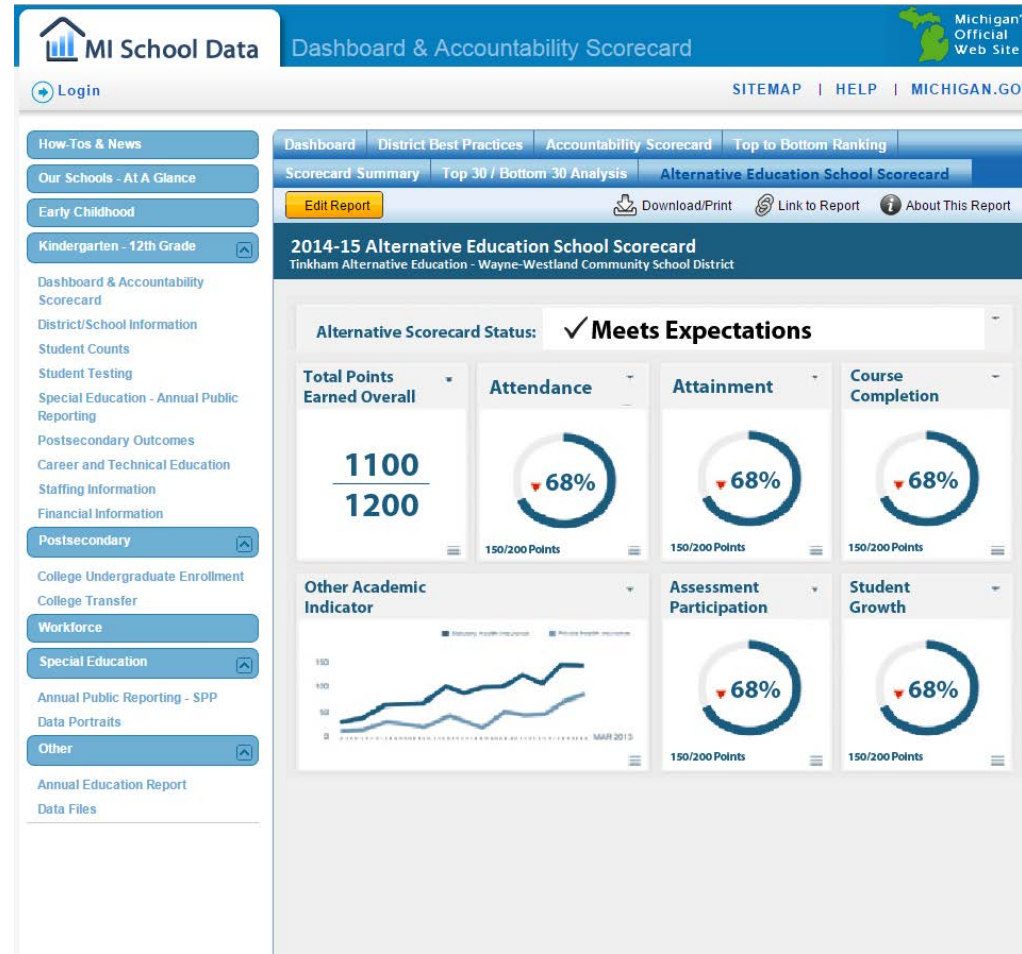 MI School Data
Dashboard & Accountability Scorecard
Michigan'
Official
Web Site
Login
SITEMAP | HELP | MICHIGAN.GO
How-Tos & News
Our Schools - At A Glance
Early Childhood
Kindergarten - 12th Grade
Dashboard & Accountability
Scorecard
District/School Information
Student Counts
Student Testing
Special Education - Annual Public
Reporting
Postsecondary Outcomes
Career and Technical Education
Staffing Information
Financial Information
Postsecondary
College Undergraduate Enrollment
College Transfer
Workforce
Special Education
Annual Public Reporting - SPP
Data Portraits
Other
Annual Education Report
Data Files
Dashboard District Best Practices Accountability Scorecard Top to Bottom Ranking
Scorecard Summary Top 30 / Bottom 30 Analysis Alternative Education School Scorecard
Edit Report Download/Print Link to Report About This Report
2014-15 Alternative Education School Scorecard
Tinkham Alternative Education - Wayne-Westland Community School District
Alternative Scorecard Status: ✓ Meets Expectations
Total Points
Earned Overall
1100
1200
Attendance
68%
150/200 Points
Attainment
68%
150/200 Points
Course
Completion
68%
150/200 Points
Other Academic
Indicator
150
100
50
0
MAR 2015
Assessment
Participation
68%
150/200 Points
Student
Growth
68%
150/200 Points